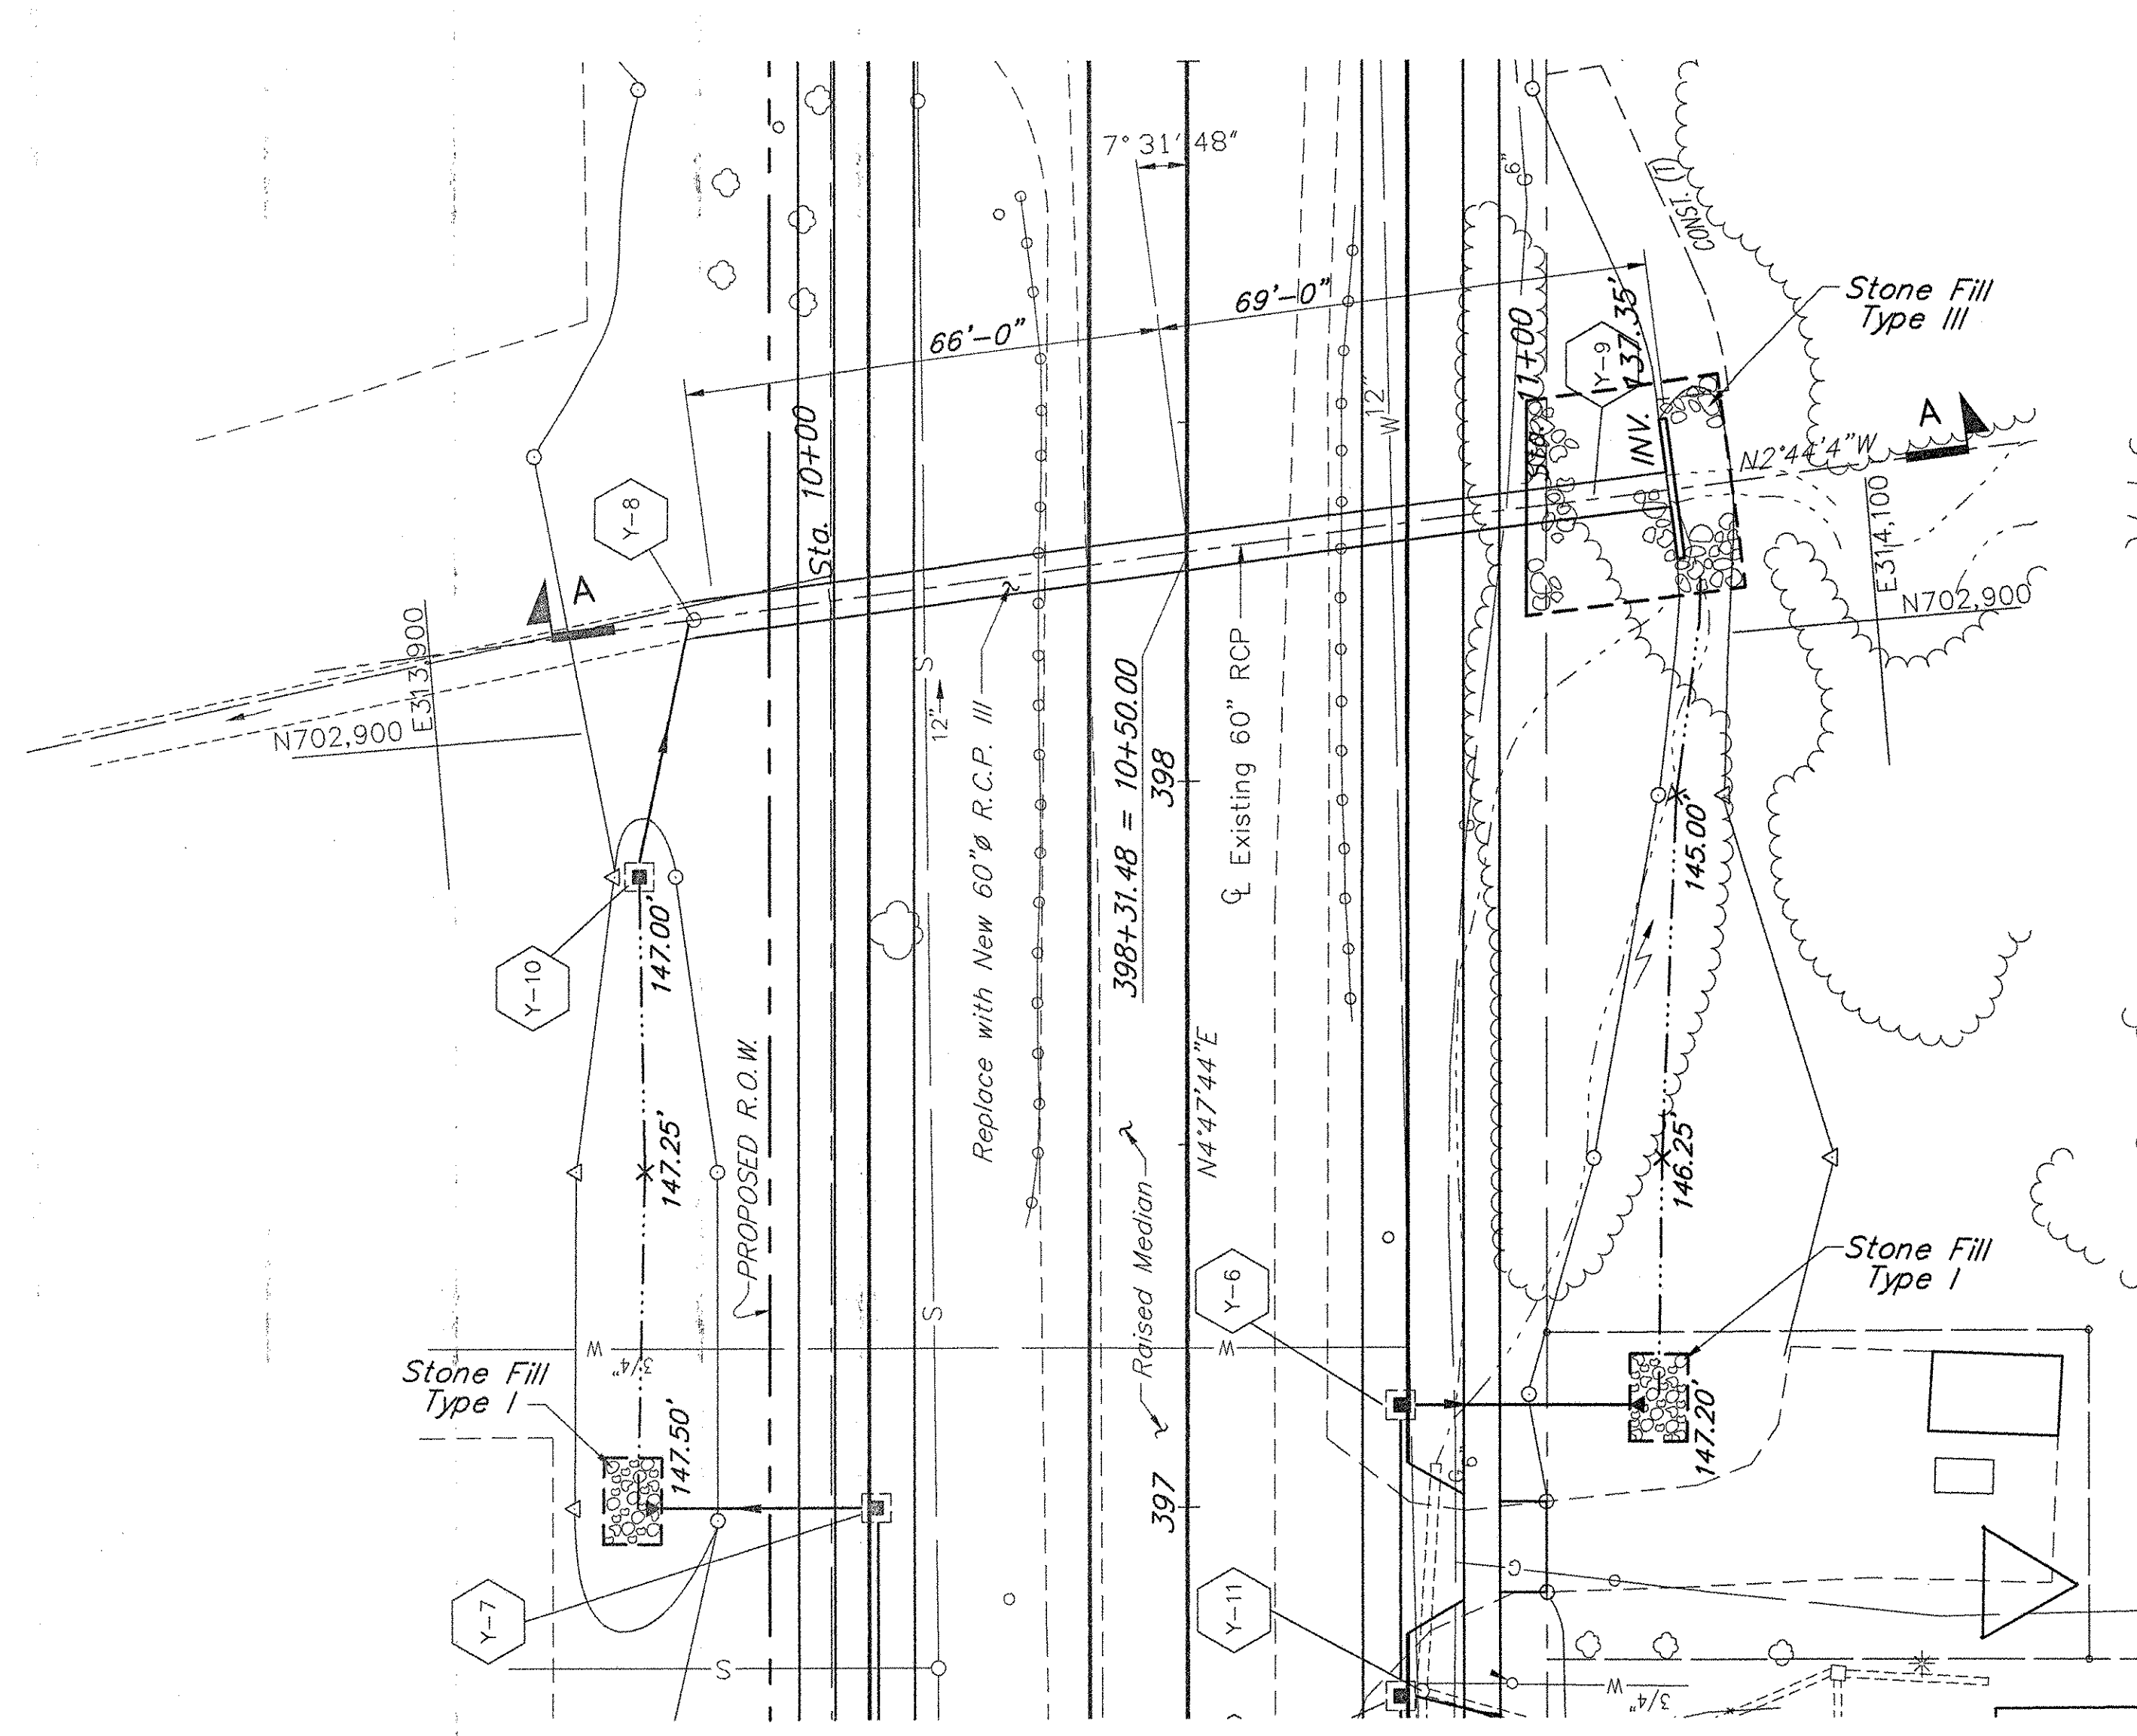 7° 31' 48"
6"
CONST. (1)
69'-0"
66'-0"
Stone Fill
Type III
Sta. 10+00
Sta. 11+00
Y-9
INV. 137.35'
12"
W
A
N2°44'4"W
Y-8
A
E314,100
N702,900
E313,900
N702,900
S
12"
Replace with New 60"ø R.C.P. III
398+31.48 = 10+50.00
398
℄ Existing 60" RCP
145.00'
147.00'
Y-10
N4°47'44"E
147.25'
146.25'
PROPOSED R.O.W.
Raised Median
Y-6
Stone Fill
Type I
S
W
3/4"
W
Stone Fill
Type I
147.50'
147.20'
G
6"
397
G
Y-7
Y-11
S
W
3/4"